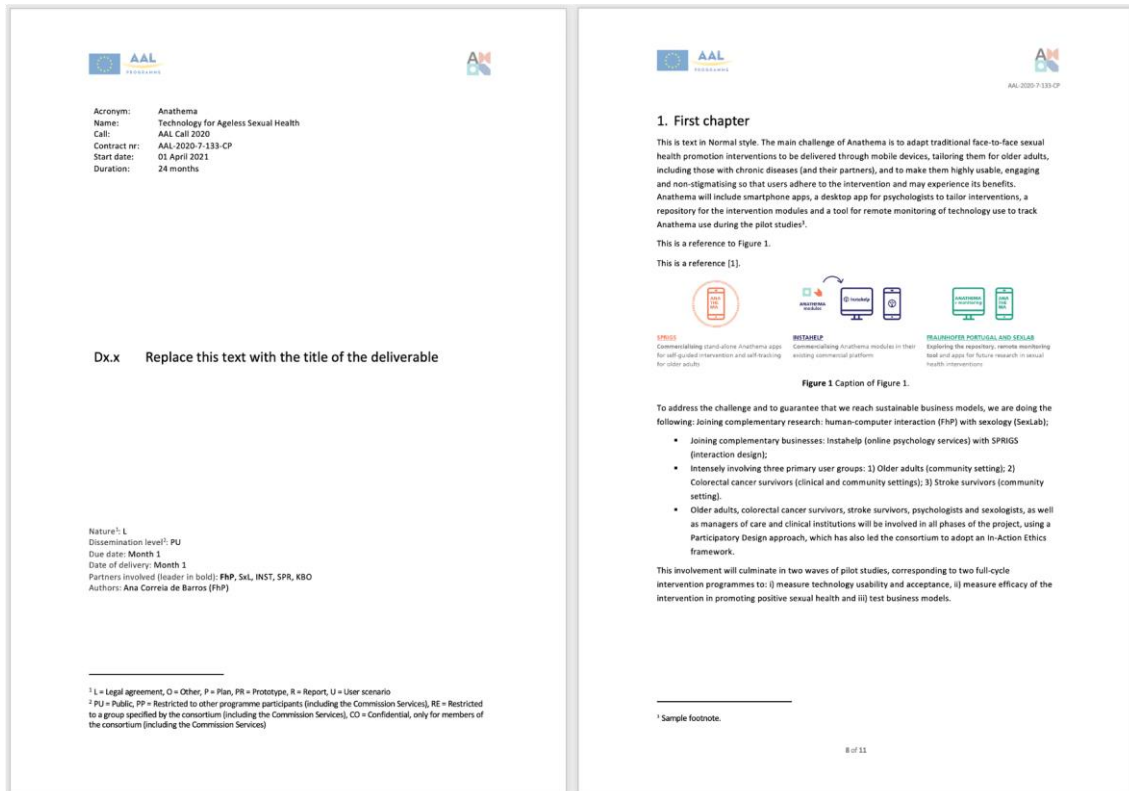 AAL
PROGRAMME
Acronym: Anathema
Name: Technology for Ageless Sexual Health
Call: AAL Call 2020
Contract nr: AAL-2020-7-133-CP
Start date: 01 April 2021
Duration: 24 months
Dx.x Replace this text with the title of the deliverable
Nature¹: L
Dissemination level²: PU
Due date: Month 1
Date of delivery: Month 1
Partners involved (leader in bold): FhP, SxL, INST, SPR, KBO
Authors: Ana Correia de Barros (FhP)
¹ L = Legal agreement, O = Other, P = Plan, PR = Prototype, R = Report, U = User scenario
² PU = Public, PP = Restricted to other programme participants (including the Commission Services), RE = Restricted
to a group specified by the consortium (including the Commission Services), CO = Confidential, only for members of
the consortium (including the Commission Services)
AAL
PROGRAMME
AAL-2020-7-133-CP
1. First chapter
This is text in Normal style. The main challenge of Anathema is to adapt traditional face-to-face sexual
health promotion interventions to be delivered through mobile devices, tailoring them for older adults,
including those with chronic diseases (and their partners), and to make them highly usable, engaging
and non-stigmatising so that users adhere to the intervention and may experience its benefits.
Anathema will include smartphone apps, a desktop app for psychologists to tailor interventions, a
repository for the intervention modules and a tool for remote monitoring of technology use to track
Anathema use during the pilot studies³.
This is a reference to Figure 1.
This is a reference [1].
ANA
THE
MA
ANATHEMA
modules
instahelp
ANATHEMA
+ monitoring
ANA
THE
MA
SPRIGS
Commercialising stand-alone Anathema apps
for self-guided intervention and self-tracking
for older adults
INSTAHELP
Commercialising Anathema modules in their
existing commercial platform
FRAUNHOFER PORTUGAL AND SEXLAB
Exploring the repository, remote monitoring
tool and apps for future research in sexual
health interventions
Figure 1 Caption of Figure 1.
To address the challenge and to guarantee that we reach sustainable business models, we are doing the
following: Joining complementary research: human-computer interaction (FhP) with sexology (SexLab);
▪ Joining complementary businesses: Instahelp (online psychology services) with SPRIGS
(interaction design);
▪ Intensely involving three primary user groups: 1) Older adults (community setting); 2)
Colorectal cancer survivors (clinical and community settings); 3) Stroke survivors (community
setting).
▪ Older adults, colorectal cancer survivors, stroke survivors, psychologists and sexologists, as well
as managers of care and clinical institutions will be involved in all phases of the project, using a
Participatory Design approach, which has also led the consortium to adopt an In-Action Ethics
framework.
This involvement will culminate in two waves of pilot studies, corresponding to two full-cycle
intervention programmes to: i) measure technology usability and acceptance, ii) measure efficacy of the
intervention in promoting positive sexual health and iii) test business models.
³ Sample footnote.
8 of 11